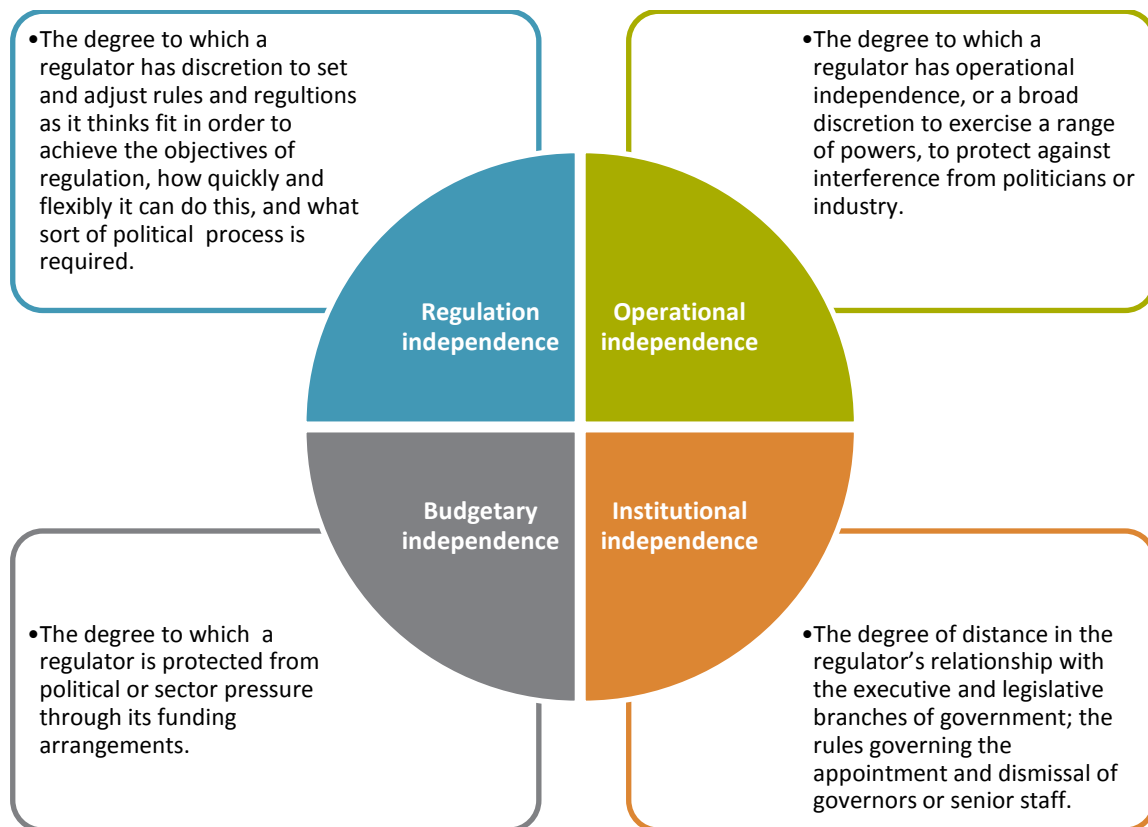 •The degree to which a
regulator has discretion to set
and adjust rules and regultions
as it thinks fit in order to
achieve the objectives of
regulation, how quickly and
flexibly it can do this, and what
sort of political process is
required.
•The degree to which a
regulator has operational
independence, or a broad
discretion to exercise a range
of powers, to protect against
interference from politicians or
industry.
Regulation
independence
Operational
independence
Budgetary
independence
Institutional
independence
•The degree to which a
regulator is protected from
political or sector pressure
through its funding
arrangements.
•The degree of distance in the
regulator’s relationship with
the executive and legislative
branches of government; the
rules governing the
appointment and dismissal of
governors or senior staff.